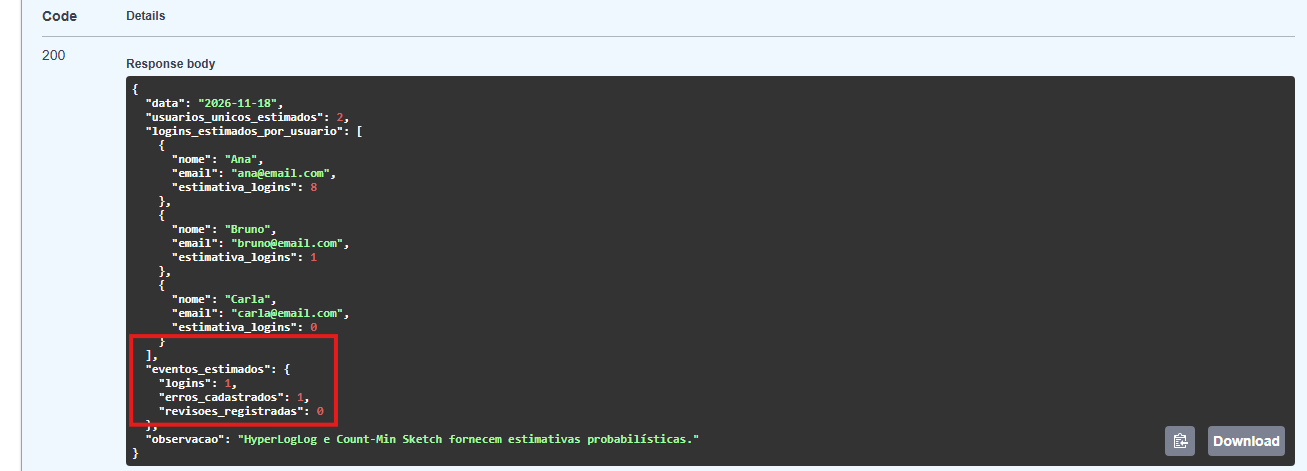 Code Details
200
Response body
{
"data": "2026-11-18",
"usuarios_unicos_estimados": 2,
"logins_estimados_por_usuario": [
{
"nome": "Ana",
"email": "ana@email.com",
"estimativa_logins": 8
},
{
"nome": "Bruno",
"email": "bruno@email.com",
"estimativa_logins": 1
},
{
"nome": "Carla",
"email": "carla@email.com",
"estimativa_logins": 0
}
],
"eventos_estimados": {
"logins": 1,
"erros_cadastrados": 1,
"revisoes_registradas": 0
},
"observacao": "HyperLogLog e Count-Min Sketch fornecem estimativas probabilísticas."
}
Download